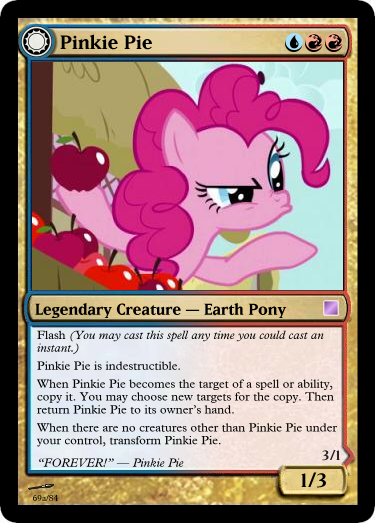 Pinkie Pie
Legendary Creature — Earth Pony
Flash (You may cast this spell any time you could cast an
instant.)
Pinkie Pie is indestructible.
When Pinkie Pie becomes the target of a spell or ability,
copy it. You may choose new targets for the copy. Then
return Pinkie Pie to its owner's hand.
When there are no creatures other than Pinkie Pie under
your control, transform Pinkie Pie.
"FOREVER!" — Pinkie Pie
3/1
1/3
69a/84